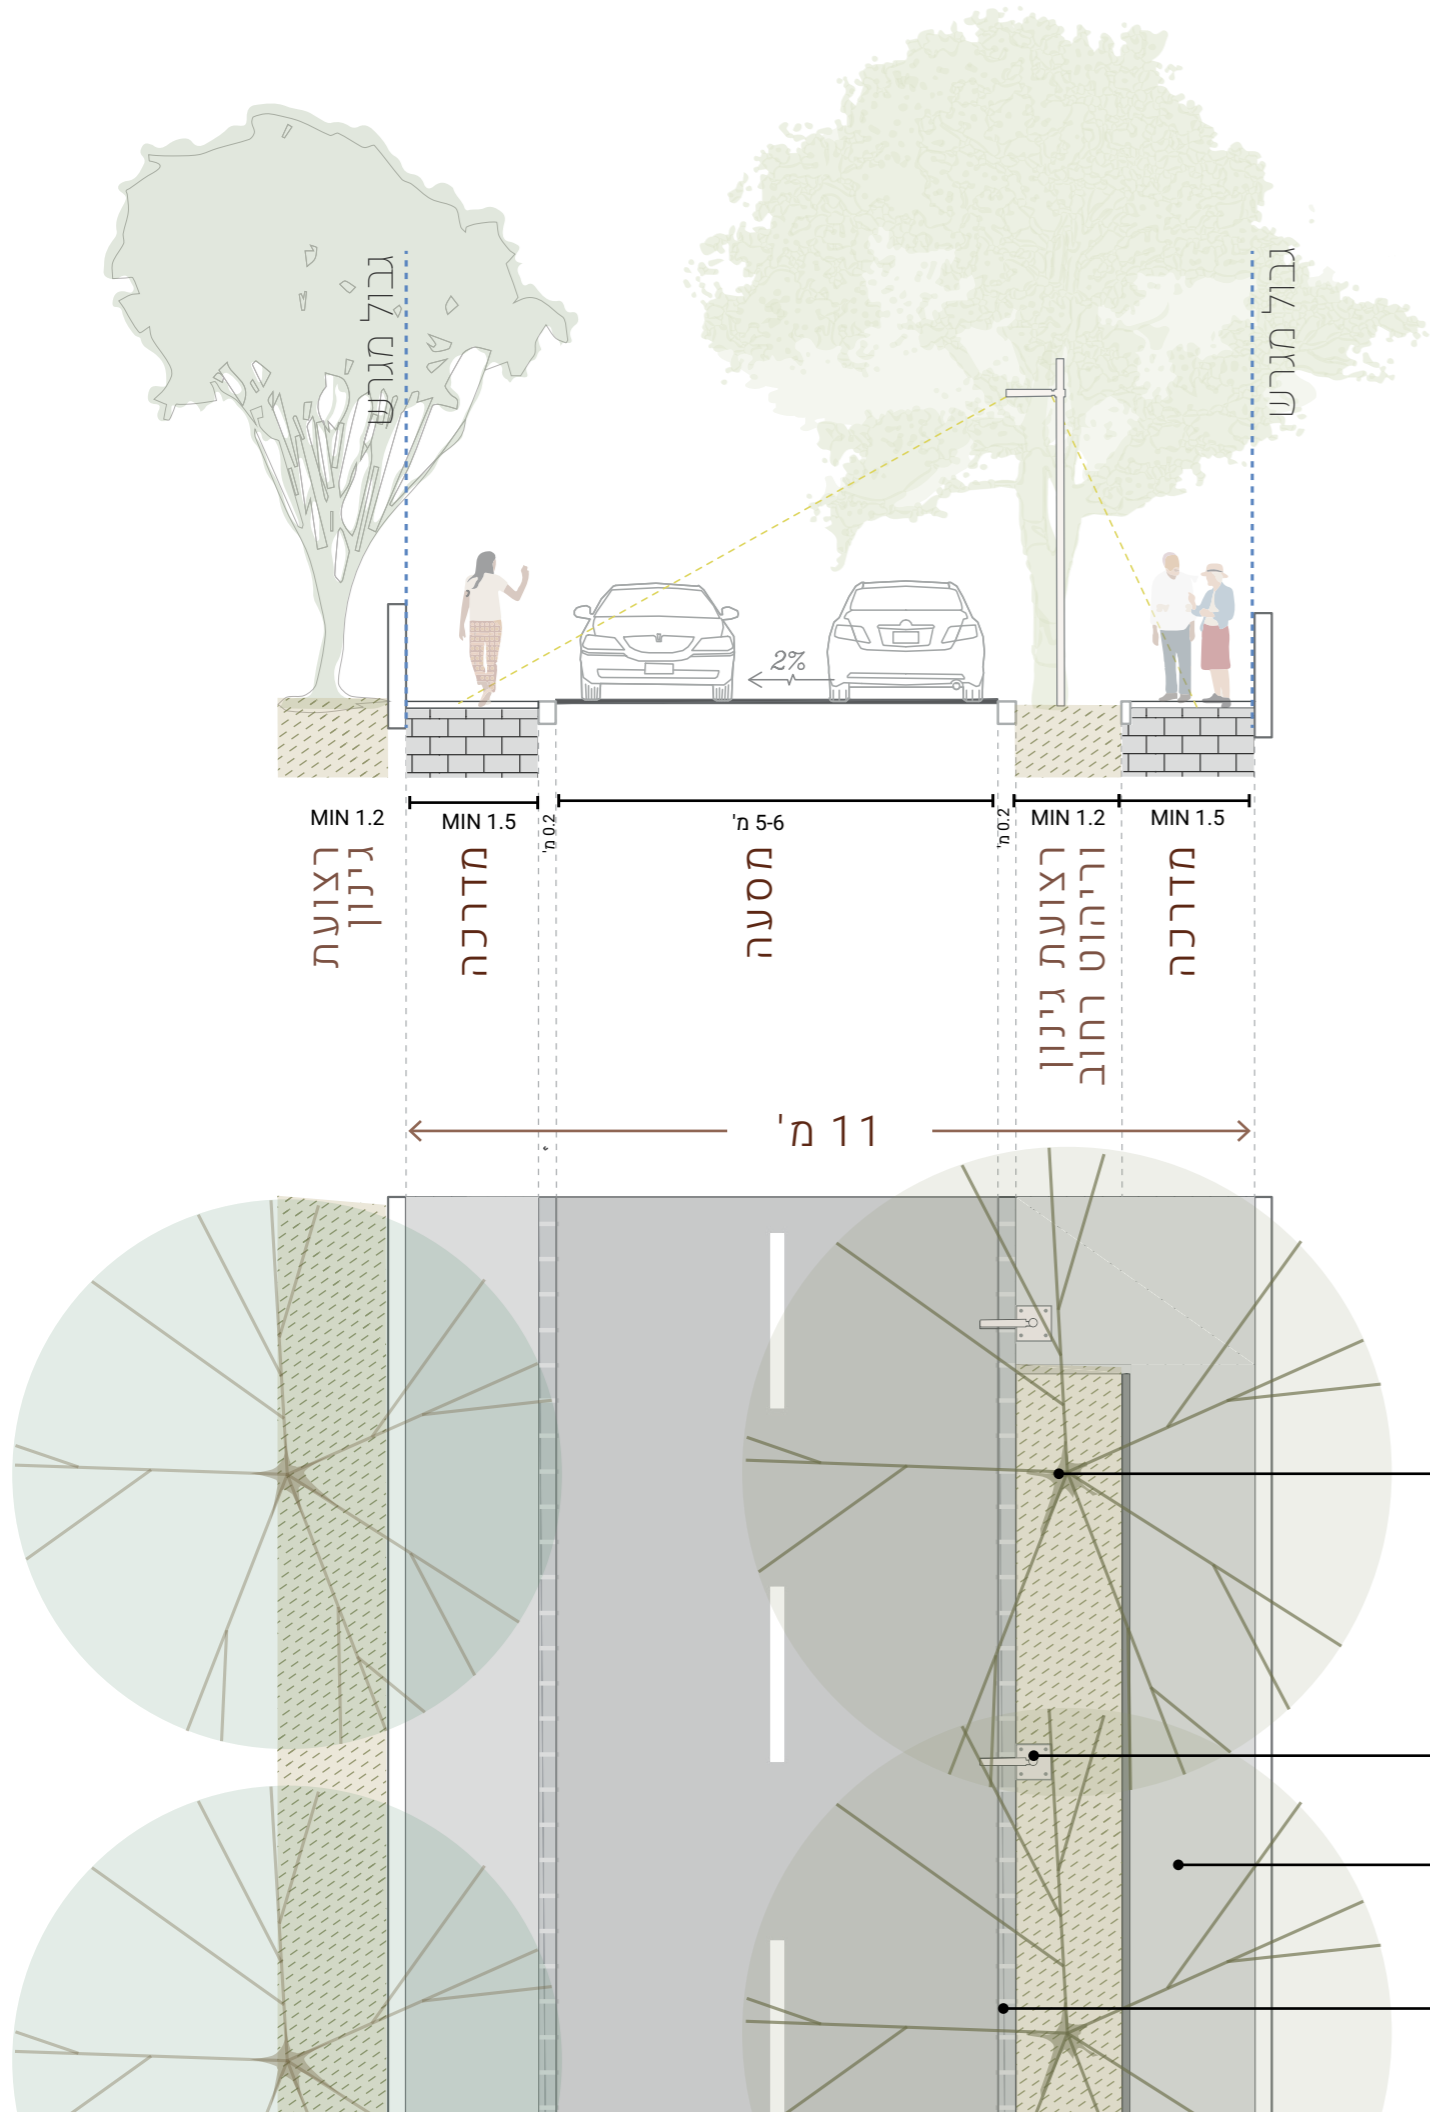 גבול מגרש
גבול מגרש
2%
MIN 1.2
MIN 1.5
0.2 מ'
5-6 מ'
0.2 מ'
MIN 1.2
MIN 1.5
רצועת
גינון
מדרכה
מסעה
רצועת גינון
וריהוט רחוב
מדרכה
11 מ'